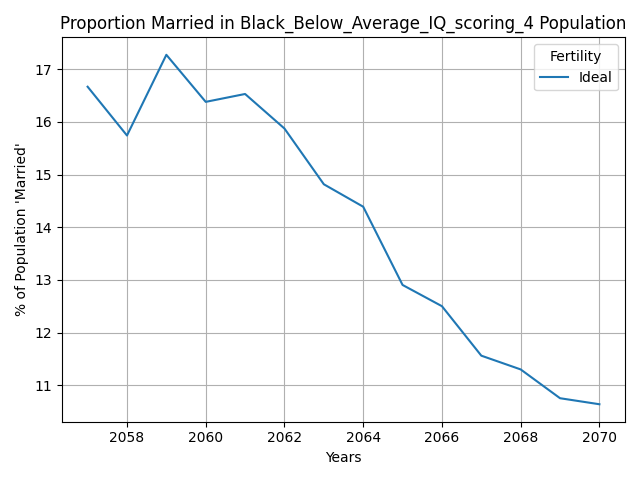 Proportion Married in Black_Below_Average_IQ_scoring_4 Population
Fertility
Ideal
17
16
15
14
13
12
11
% of Population 'Married'
2058 2060 2062 2064 2066 2068 2070
Years